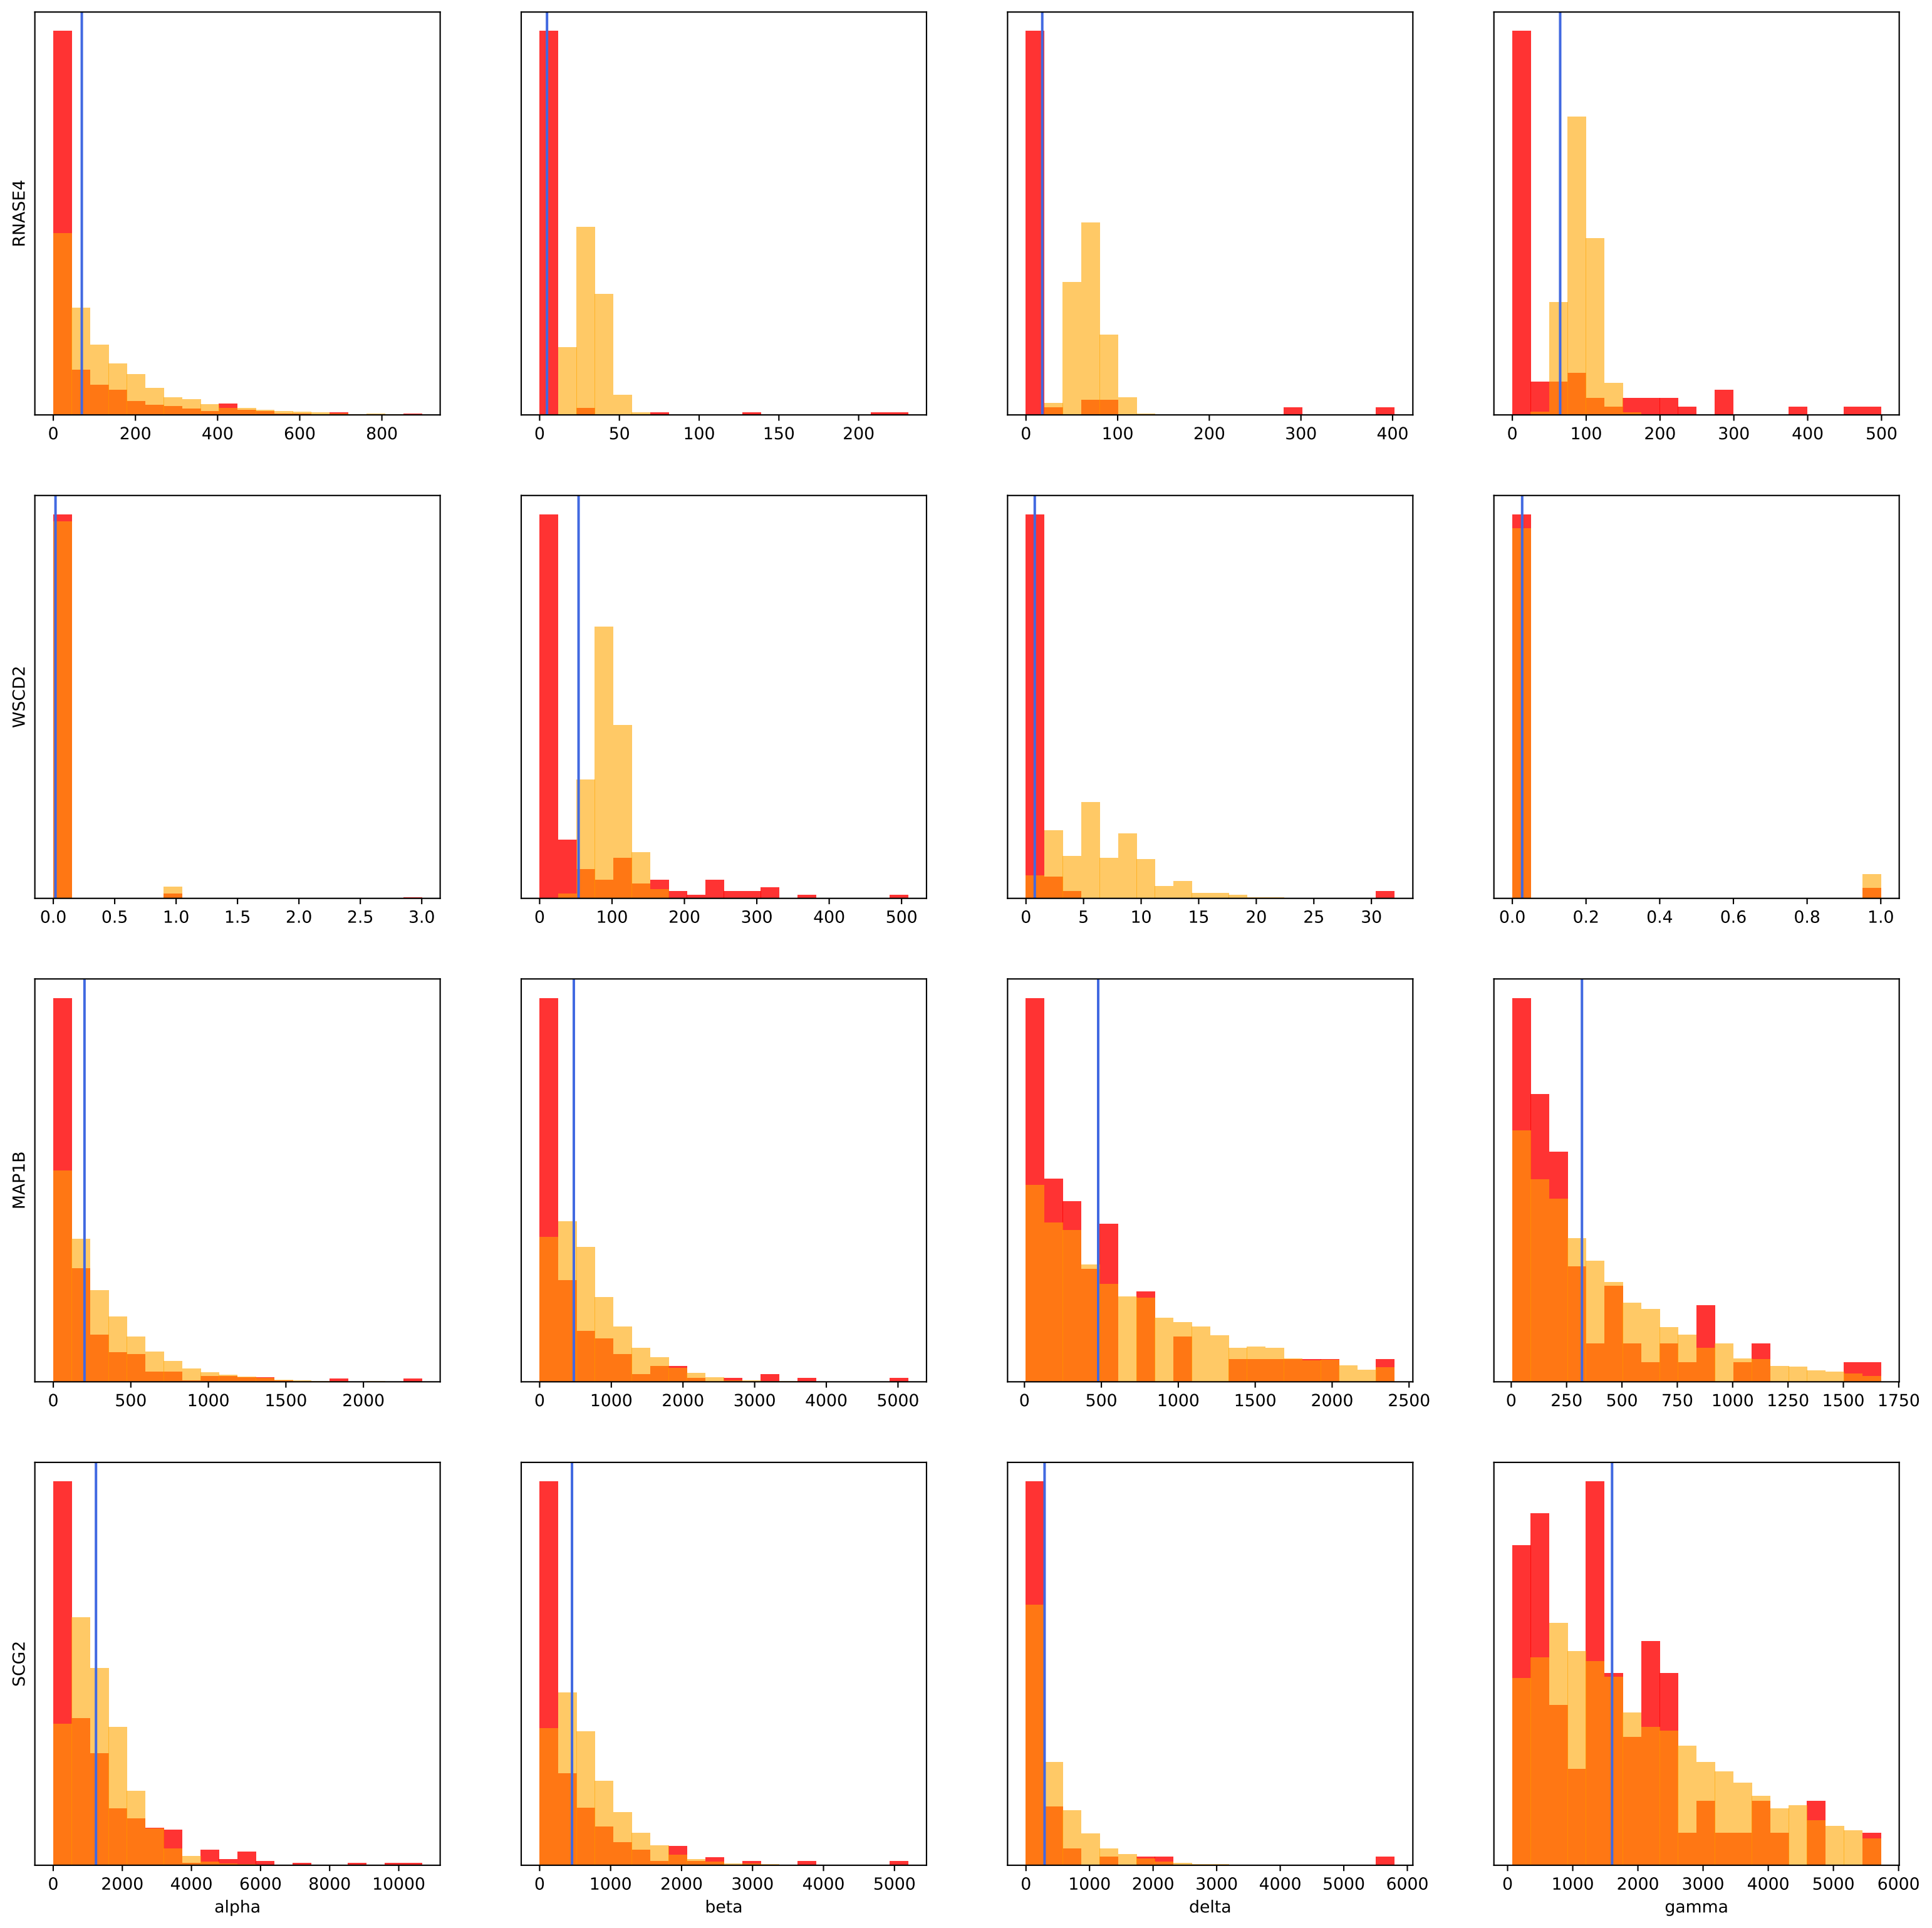 RNASE4
0 200 400 600 800
0 50 100 150 200
0 100 200 300 400
0 100 200 300 400 500
WSCD2
0.0 0.5 1.0 1.5 2.0 2.5 3.0
0 100 200 300 400 500
0 5 10 15 20 25 30
0.0 0.2 0.4 0.6 0.8 1.0
MAP1B
0 500 1000 1500 2000
0 1000 2000 3000 4000 5000
0 500 1000 1500 2000 2500
0 250 500 750 1000 1250 1500 1750
SCG2
0 2000 4000 6000 8000 10000
0 1000 2000 3000 4000 5000
0 1000 2000 3000 4000 5000 6000
0 1000 2000 3000 4000 5000 6000
alpha
beta
delta
gamma